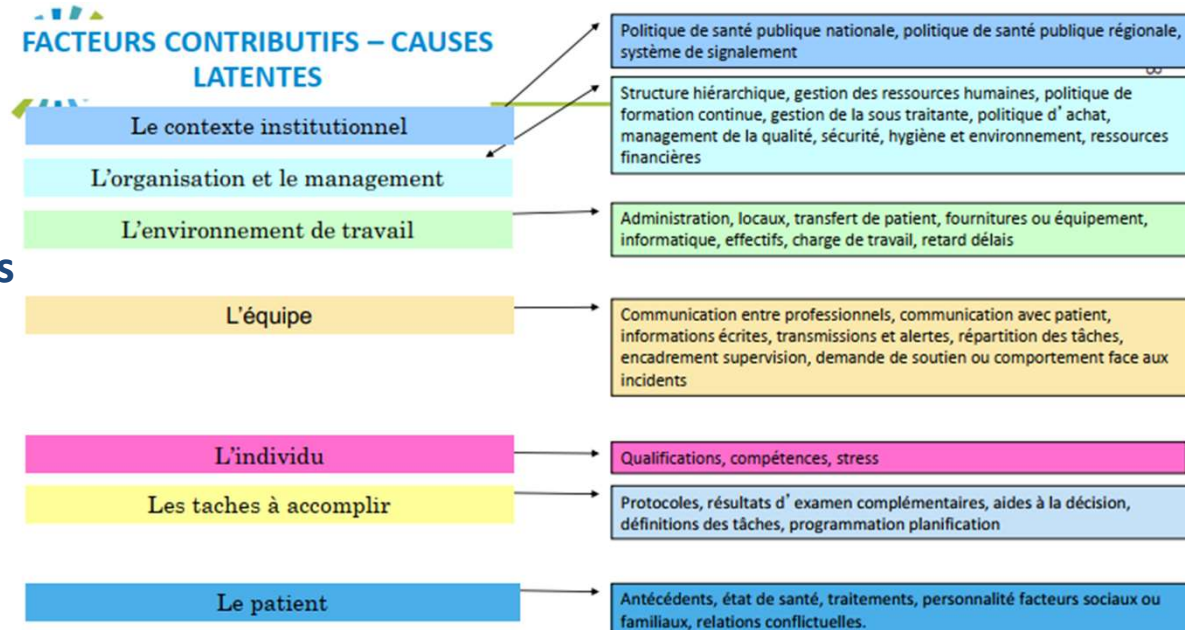 FACTEURS CONTRIBUTIFS – CAUSES
LATENTES
Le contexte institutionnel
Politique de santé publique nationale, politique de santé publique régionale,
système de signalement
8
L'organisation et le management
Structure hiérarchique, gestion des ressources humaines, politique de
formation continue, gestion de la sous traitante, politique d' achat,
management de la qualité, sécurité, hygiène et environnement, ressources
financières
L'environnement de travail
Administration, locaux, transfert de patient, fournitures ou équipement,
informatique, effectifs, charge de travail, retard délais
s
L'équipe
Communication entre professionnels, communication avec patient,
informations écrites, transmissions et alertes, répartition des tâches,
encadrement supervision, demande de soutien ou comportement face aux
incidents
L'individu
Qualifications, compétences, stress
Les taches à accomplir
Protocoles, résultats d' examen complémentaires, aides à la décision,
définitions des tâches, programmation planification
Le patient
Antécédents, état de santé, traitements, personnalité facteurs sociaux ou
familiaux, relations conflictuelles.